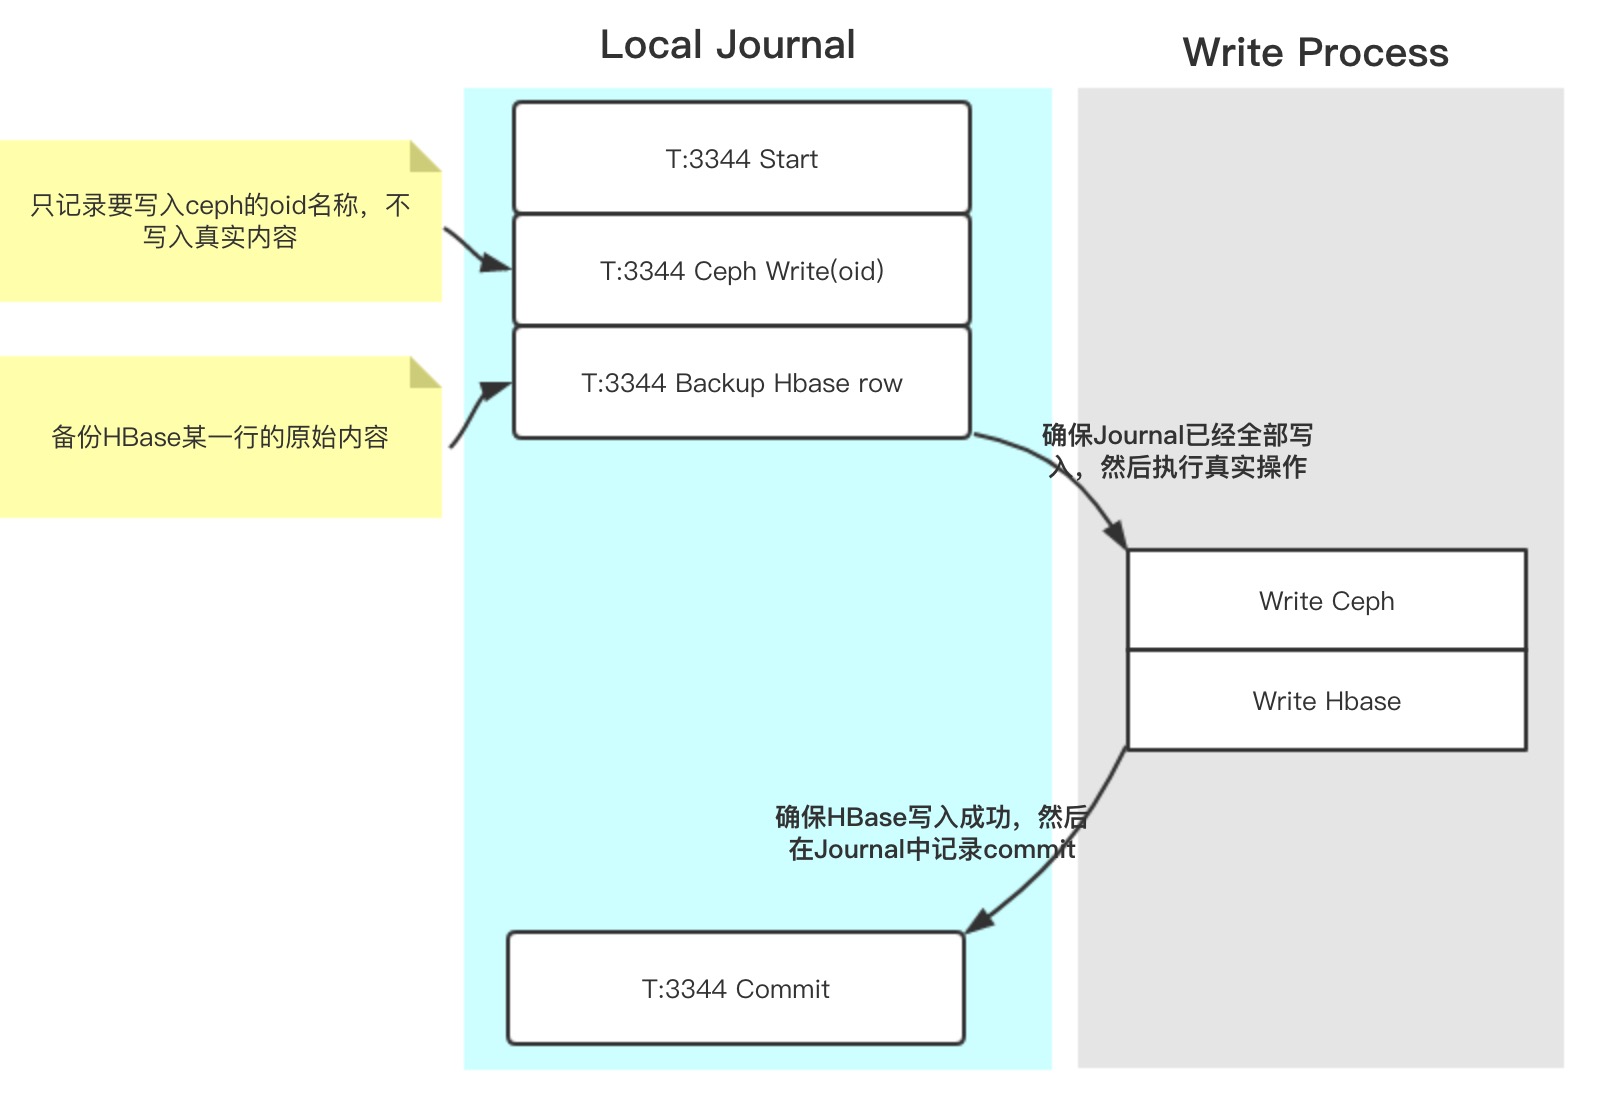 Local Journal
Write Process
T:3344 Start
只记录要写入ceph的oid名称，不
写入真实内容
T:3344 Ceph Write(oid)
T:3344 Backup Hbase row
备份HBase某一行的原始内容
确保Journal已经全部写
入，然后执行真实操作
Write Ceph
Write Hbase
确保HBase写入成功，然后
在Journal中记录commit
T:3344 Commit